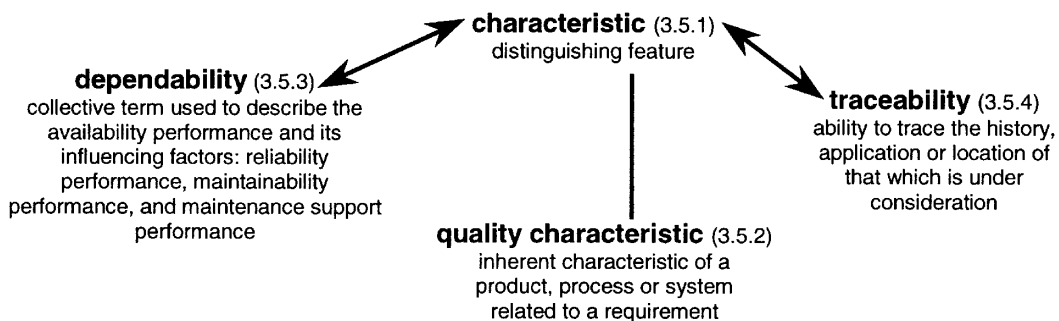 characteristic (3.5.1)
distinguishing feature
dependability (3.5.3)
collective term used to describe the
availability performance and its
influencing factors: reliability
performance, maintainability
performance, and maintenance support
performance
traceability (3.5.4)
ability to trace the history,
application or location of
that which is under
consideration
quality characteristic (3.5.2)
inherent characteristic of a
product, process or system
related to a requirement